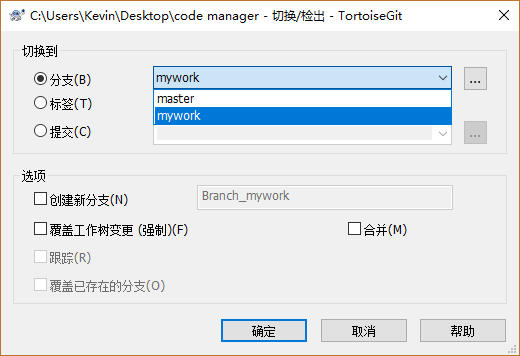 C:\Users\Kevin\Desktop\code manager - 切换/检出 - TortoiseGit
切换到
分支(B)
mywork
...
标签(T)
master
mywork
提交(C)
...
选项
创建新分支(N)
Branch_mywork
覆盖工作树变更 (强制)(F)
合并(M)
跟踪(R)
覆盖已存在的分支(O)
确定
取消
帮助